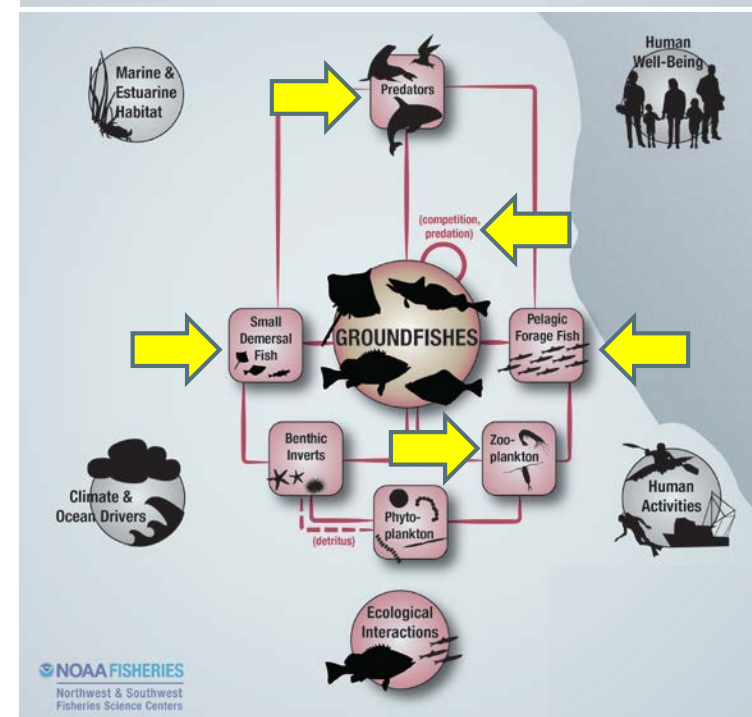 Marine &
Estuarine
Habitat
Predators
Human
Well-Being
(competition,
predation)
Small
Demersal
Fish
GROUNDFISHES
Pelagic
Forage Fish
Benthic
Inverts
Zoo-
plankton
Climate &
Ocean Drivers
Phyto-
plankton
(detritus)
Human
Activities
Ecological
Interactions
NOAA FISHERIES
Northwest & Southwest
Fisheries Science Centers